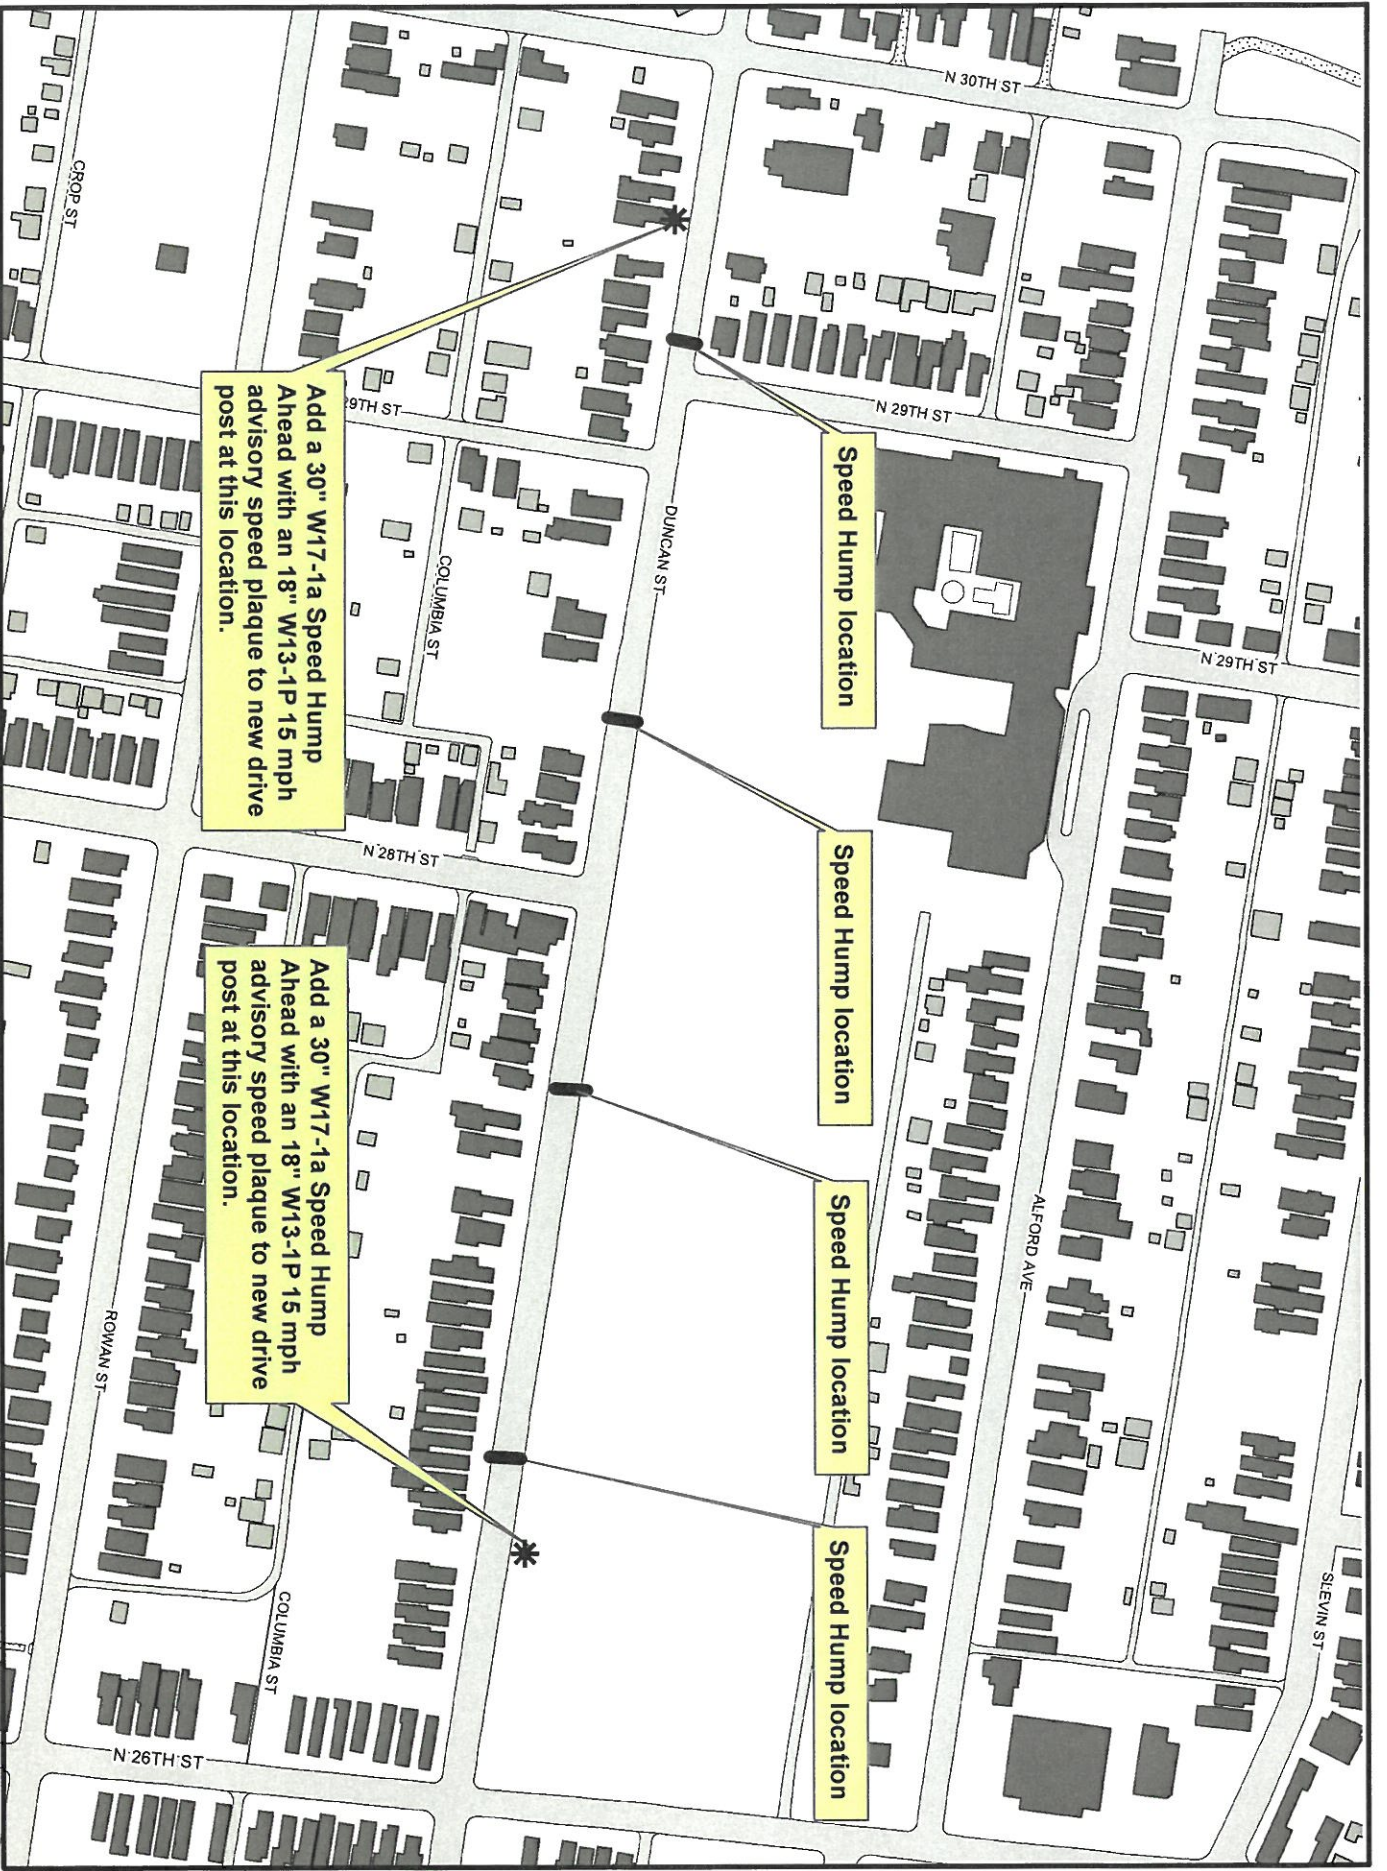 Speed Hump location
Speed Hump location
Speed Hump location
Speed Hump location
Add a 30" W17-1a Speed Hump
Ahead with an 18" W13-1P 15 mph
advisory speed plaque to new drive
post at this location.
Add a 30" W17-1a Speed Hump
Ahead with an 18" W13-1P 15 mph
advisory speed plaque to new drive
post at this location.
N 30TH ST
N 29TH ST
N 29TH ST
29TH ST
N 28TH ST
N 26TH ST
SLEVIN ST
ALFORD AVE
DUNCAN ST
COLUMBIA ST
COLUMBIA ST
ROWAN ST
CROP ST